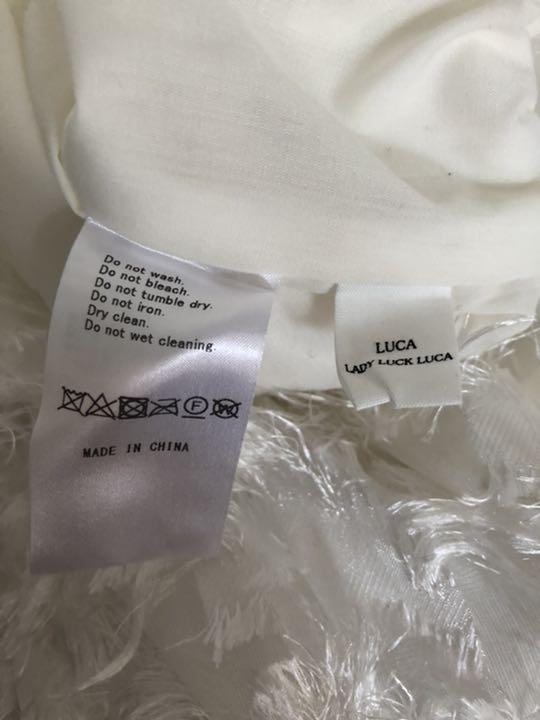 Do not wash.
Do not bleach.
Do not tumble dry.
Do not iron.
Dry clean.
Do not wet cleaning.
F W
MADE IN CHINA
LUCA
LADY LUCK LUCA